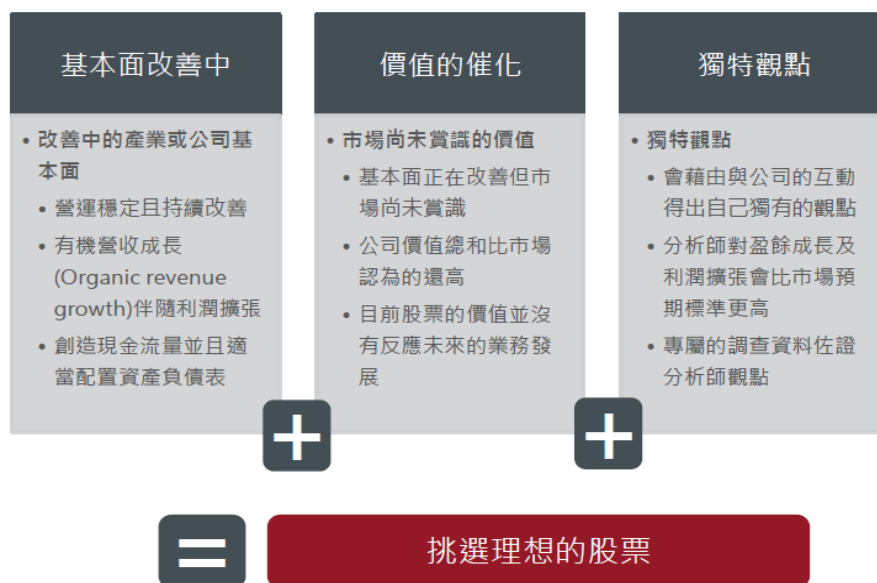 基本面改善中
• 改善中的產業或公司基
本面
• 營運穩定且持續改善
• 有機營收成長
(Organic revenue
growth)伴隨利潤擴張
• 創造現金流量並且適
當配置資產負債表
價值的催化
• 市場尚未賞識的價值
• 基本面正在改善但市
場尚未賞識
• 公司價值總和比市場
認為的還高
• 目前股票的價值並沒
有反應未來的業務發
展
獨特觀點
• 獨特觀點
• 會藉由與公司的互動
得出自己獨有的觀點
• 分析師對盈餘成長及
利潤擴張會比市場預
期標準更高
• 專屬的調查資料佐證
分析師觀點
+
+
=
挑選理想的股票